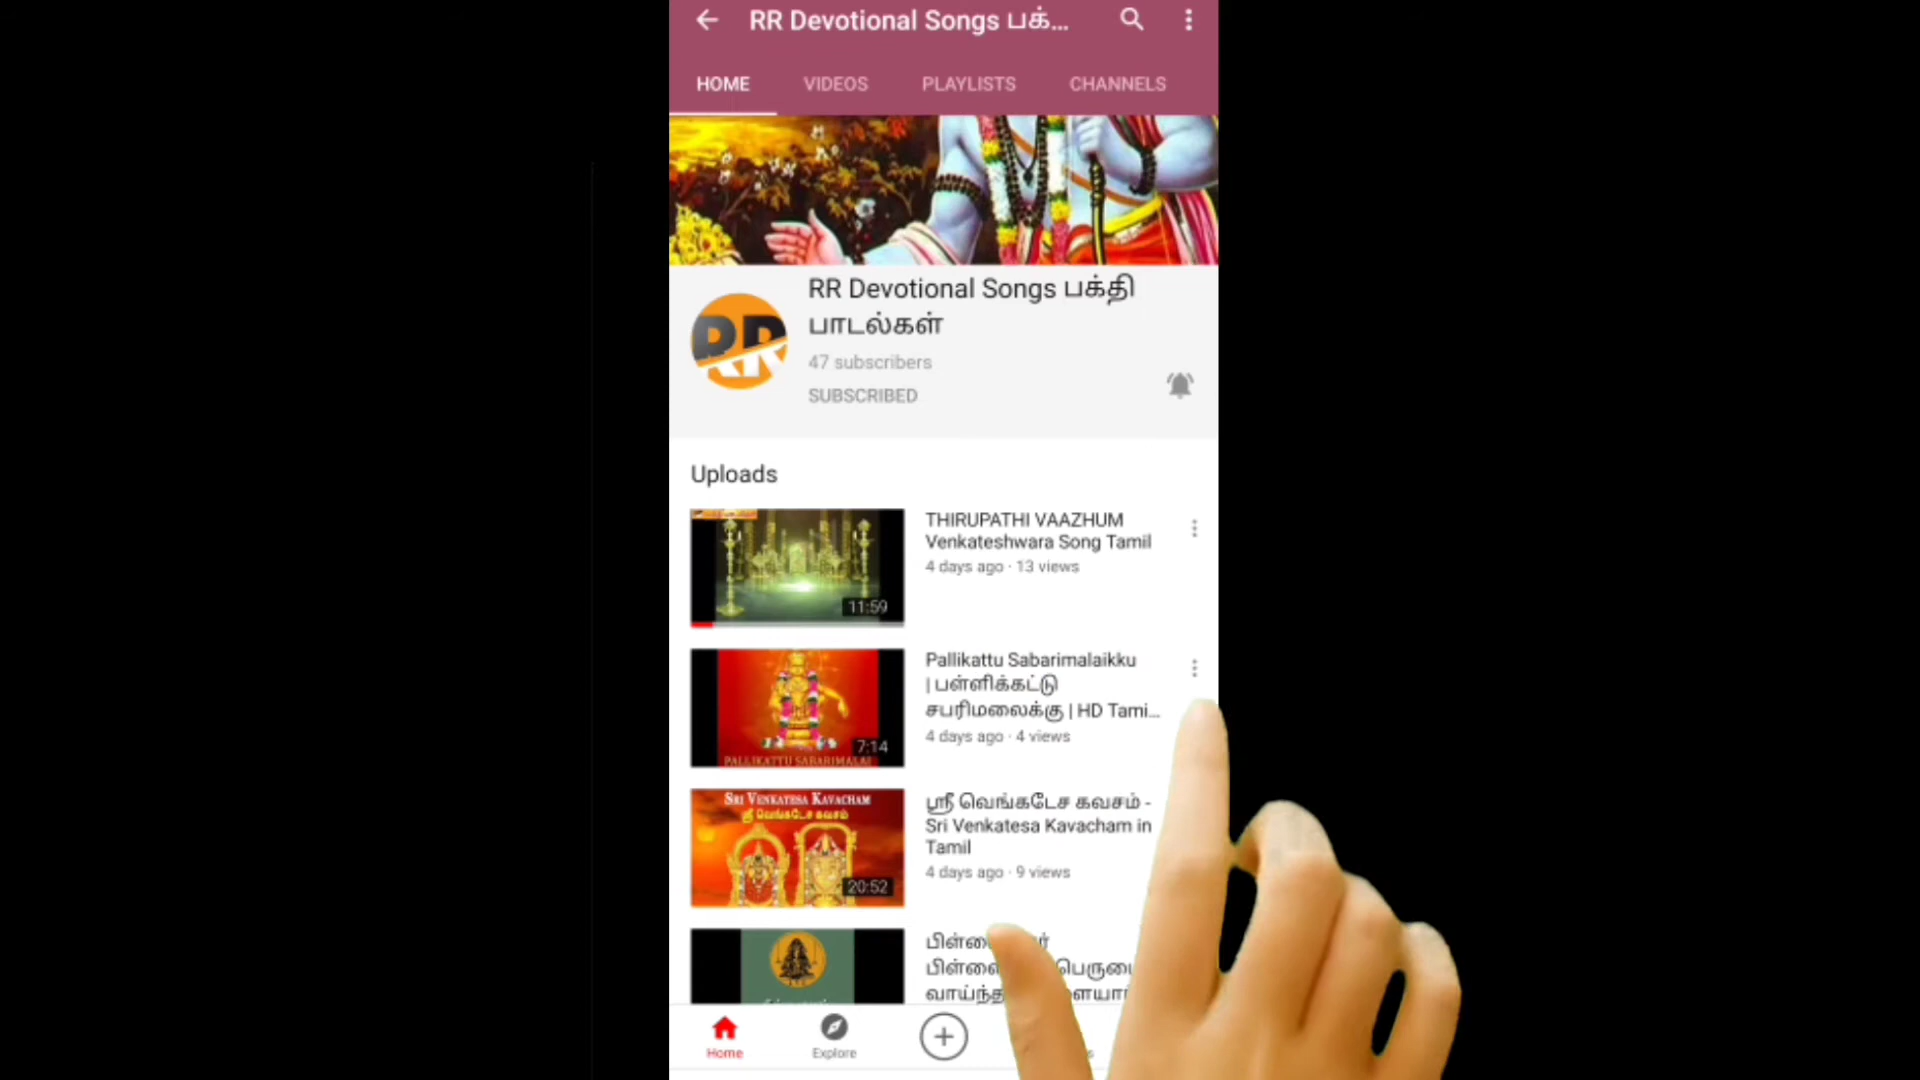 RR Devotional Songs பக்...
HOME VIDEOS PLAYLISTS CHANNELS
RR Devotional Songs பக்தி
பாடல்கள்
RR
47 subscribers
SUBSCRIBED
Uploads
THIRUPATHI VAAZHUM
Venkateshwara Song Tamil
4 days ago · 13 views
11:59
Pallikattu Sabarimalaikku
| பள்ளிக்கட்டு
சபரிமலைக்கு | HD Tami...
4 days ago · 4 views
7:14
PALLIKATTU SABARIMALAI
SRI VENKATESA KAVACHAM
ஸ்ரீ வெங்கடேச கவசம்
20:52
ஸ்ரீ வெங்கடேச கவசம் -
Sri Venkatesa Kavacham in
Tamil
4 days ago · 9 views
Home Explore